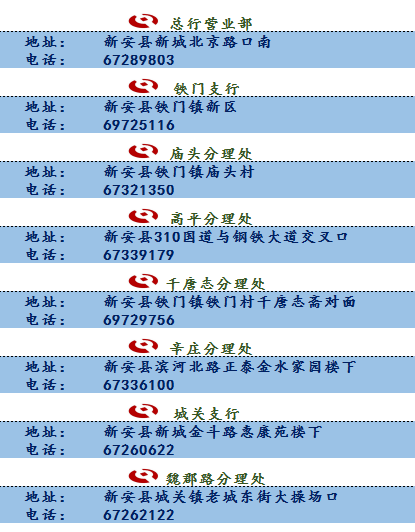 总行营业部
地址： 新安县新城北京路口南
电话： 67289803
铁门支行
地址： 新安县铁门镇新区
电话： 69725116
庙头分理处
地址： 新安县铁门镇庙头村
电话： 67321350
高平分理处
地址： 新安县310国道与钢铁大道交叉口
电话： 67339179
千唐志分理处
地址： 新安县铁门镇铁门村千唐志斋对面
电话： 69729756
辛庄分理处
地址： 新安县滨河北路正泰金水家园楼下
电话： 67336100
城关支行
地址： 新安县新城金斗路惠康苑楼下
电话： 67260622
魏郡路分理处
地址： 新安县城关镇老城东街大操场口
电话： 67262122